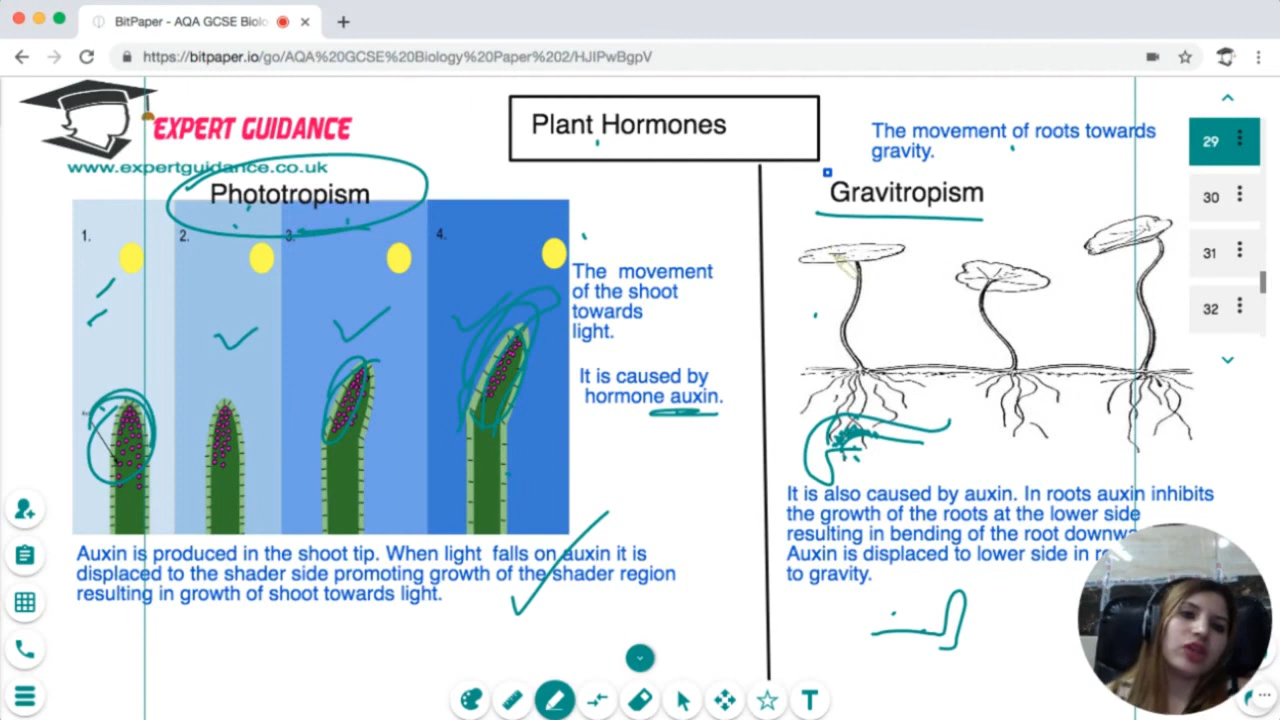 BitPaper - AQA GCSE Biolo
https://bitpaper.io/go/AQA%20GCSE%20Biology%20Paper%202/HJIPwBgpV
EXPERT GUIDANCE
www.expertguidance.co.uk
Plant Hormones
Phototropism
1.
2.
3.
4.
The movement
of the shoot
towards
light.
It is caused by
hormone auxin.
Auxin is produced in the shoot tip. When light falls on auxin it is
displaced to the shader side promoting growth of the shader region
resulting in growth of shoot towards light.
The movement of roots towards
gravity.
Gravitropism
It is also caused by auxin. In roots auxin inhibits
the growth of the roots at the lower side
resulting in bending of the root
Auxin is displaced to lower side in
to gravity.
29
30
31
32
T